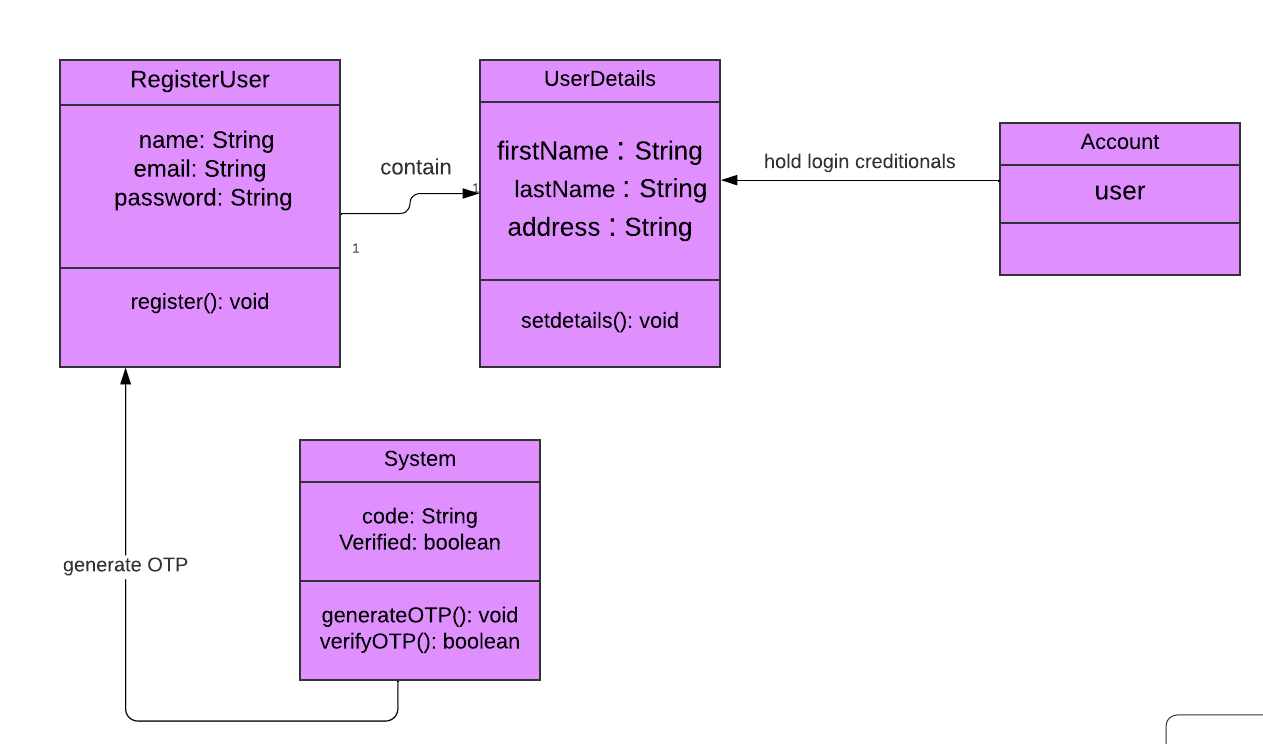 RegisterUser
name: String
email: String
password: String
register(): void
contain
1
1
UserDetails
firstName : String
lastName : String
address : String
setdetails(): void
hold login creditionals
Account
user
generate OTP
System
code: String
Verified: boolean
generateOTP(): void
verifyOTP(): boolean